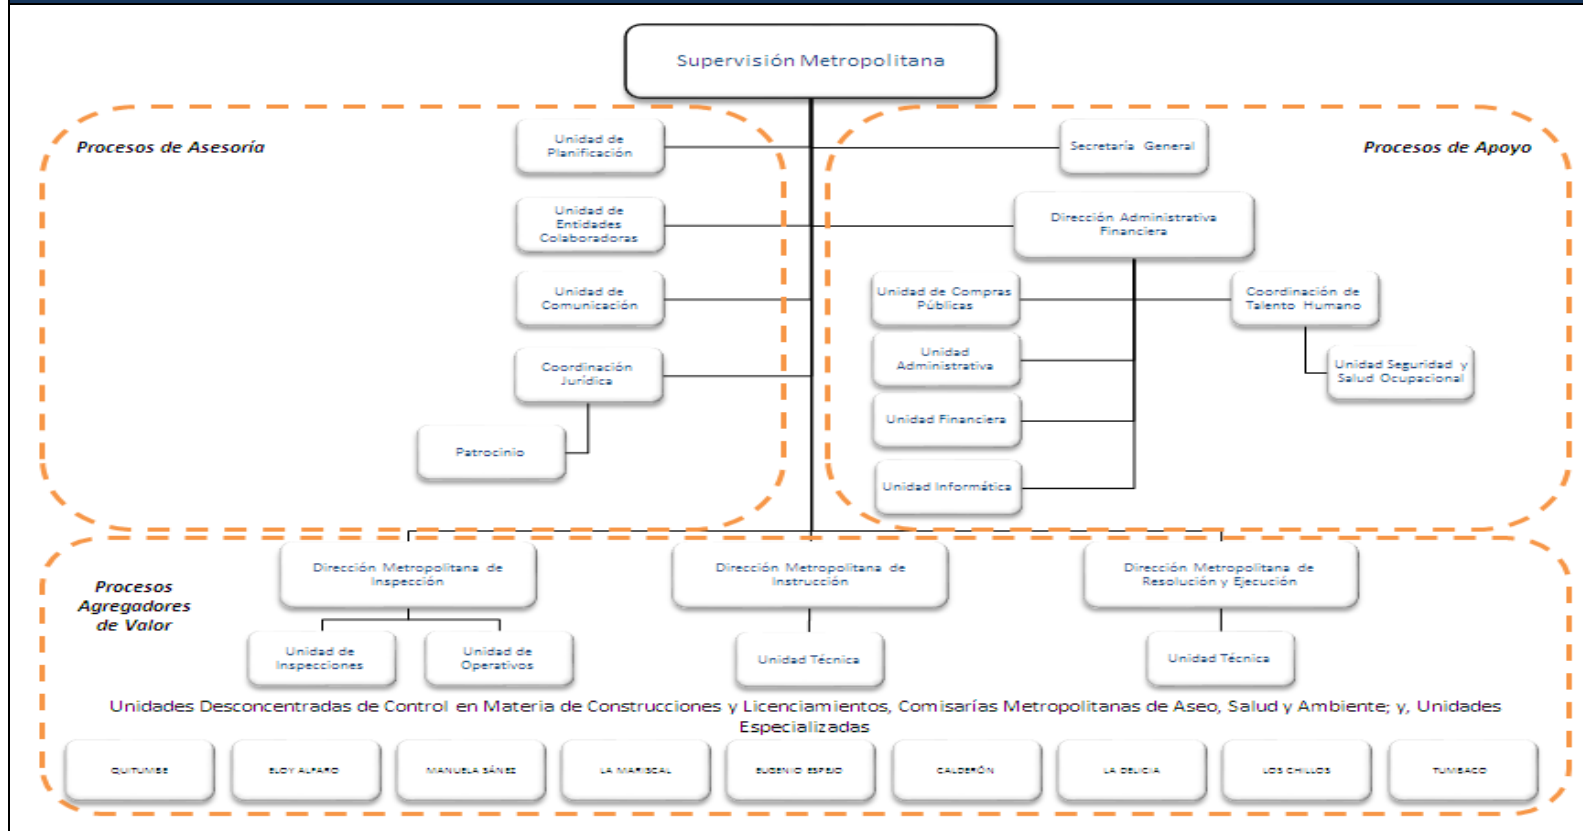 Supervisión Metropolitana
Procesos de Asesoría
Unidad de
Planificación
Unidad de
Entidades
Colaboradoras
Unidad de
Comunicación
Coordinación
Jurídica
Patrocinio
Procesos de Apoyo
Secretaría General
Dirección Administrativa
Financiera
Unidad de Compras
Públicas
Coordinación de
Talento Humano
Unidad
Administrativa
Unidad Seguridad y
Salud Ocupacional
Unidad Financiera
Unidad Informática
Procesos
Agregadores
de Valor
Dirección Metropolitana de
Inspección
Dirección Metropolitana de
Instrucción
Dirección Metropolitana de
Resolución y Ejecución
Unidad de
Inspecciones
Unidad de
Operativos
Unidad Técnica
Unidad Técnica
Unidades Desconcentradas de Control en Materia de Construcciones y Licenciamientos, Comisarías Metropolitanas de Aseo, Salud y Ambiente; y, Unidades
Especializadas
QUITUMBE
ELOY ALFARO
MANUELA SÁNEZ
LA MARISCAL
EUGENIO ESPEJO
CALDERÓN
LA DELICIA
LOS CHILLOS
TUMBACO